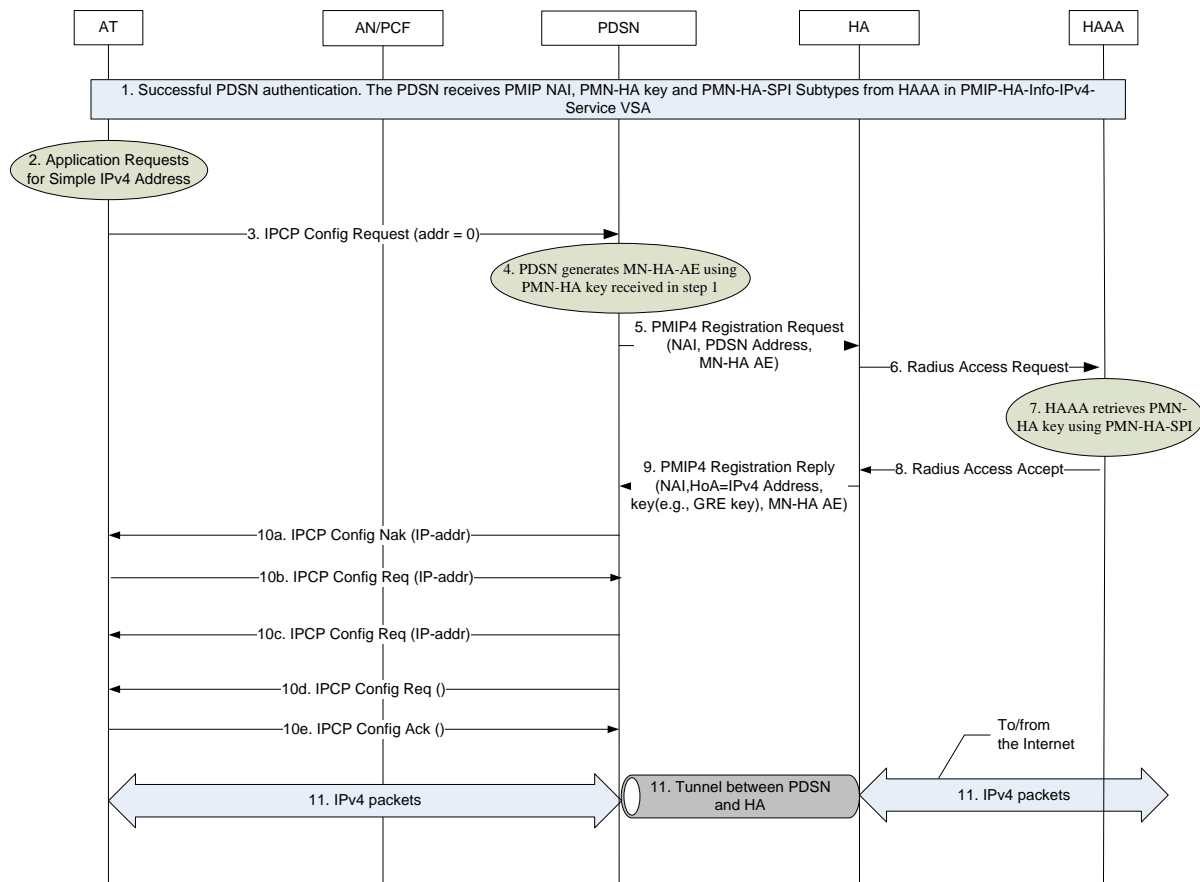 AT
AN/PCF
PDSN
HA
HAAA
1. Successful PDSN authentication. The PDSN receives PMIP NAI, PMN-HA key and PMN-HA-SPI Subtypes from HAAA in PMIP-HA-Info-IPv4-
Service VSA
2. Application Requests
for Simple IPv4 Address
3. IPCP Config Request (addr = 0)
4. PDSN generates MN-HA-AE using
PMN-HA key received in step 1
5. PMIP4 Registration Request
(NAI, PDSN Address,
MN-HA AE)
6. Radius Access Request
7. HAAA retrieves PMN-
HA key using PMN-HA-SPI
8. Radius Access Accept
9. PMIP4 Registration Reply
(NAI,HoA=IPv4 Address,
key(e.g., GRE key), MN-HA AE)
10a. IPCP Config Nak (IP-addr)
10b. IPCP Config Req (IP-addr)
10c. IPCP Config Req (IP-addr)
10d. IPCP Config Req ()
10e. IPCP Config Ack ()
To/from
the Internet
11. IPv4 packets
11. Tunnel between PDSN
and HA
11. IPv4 packets